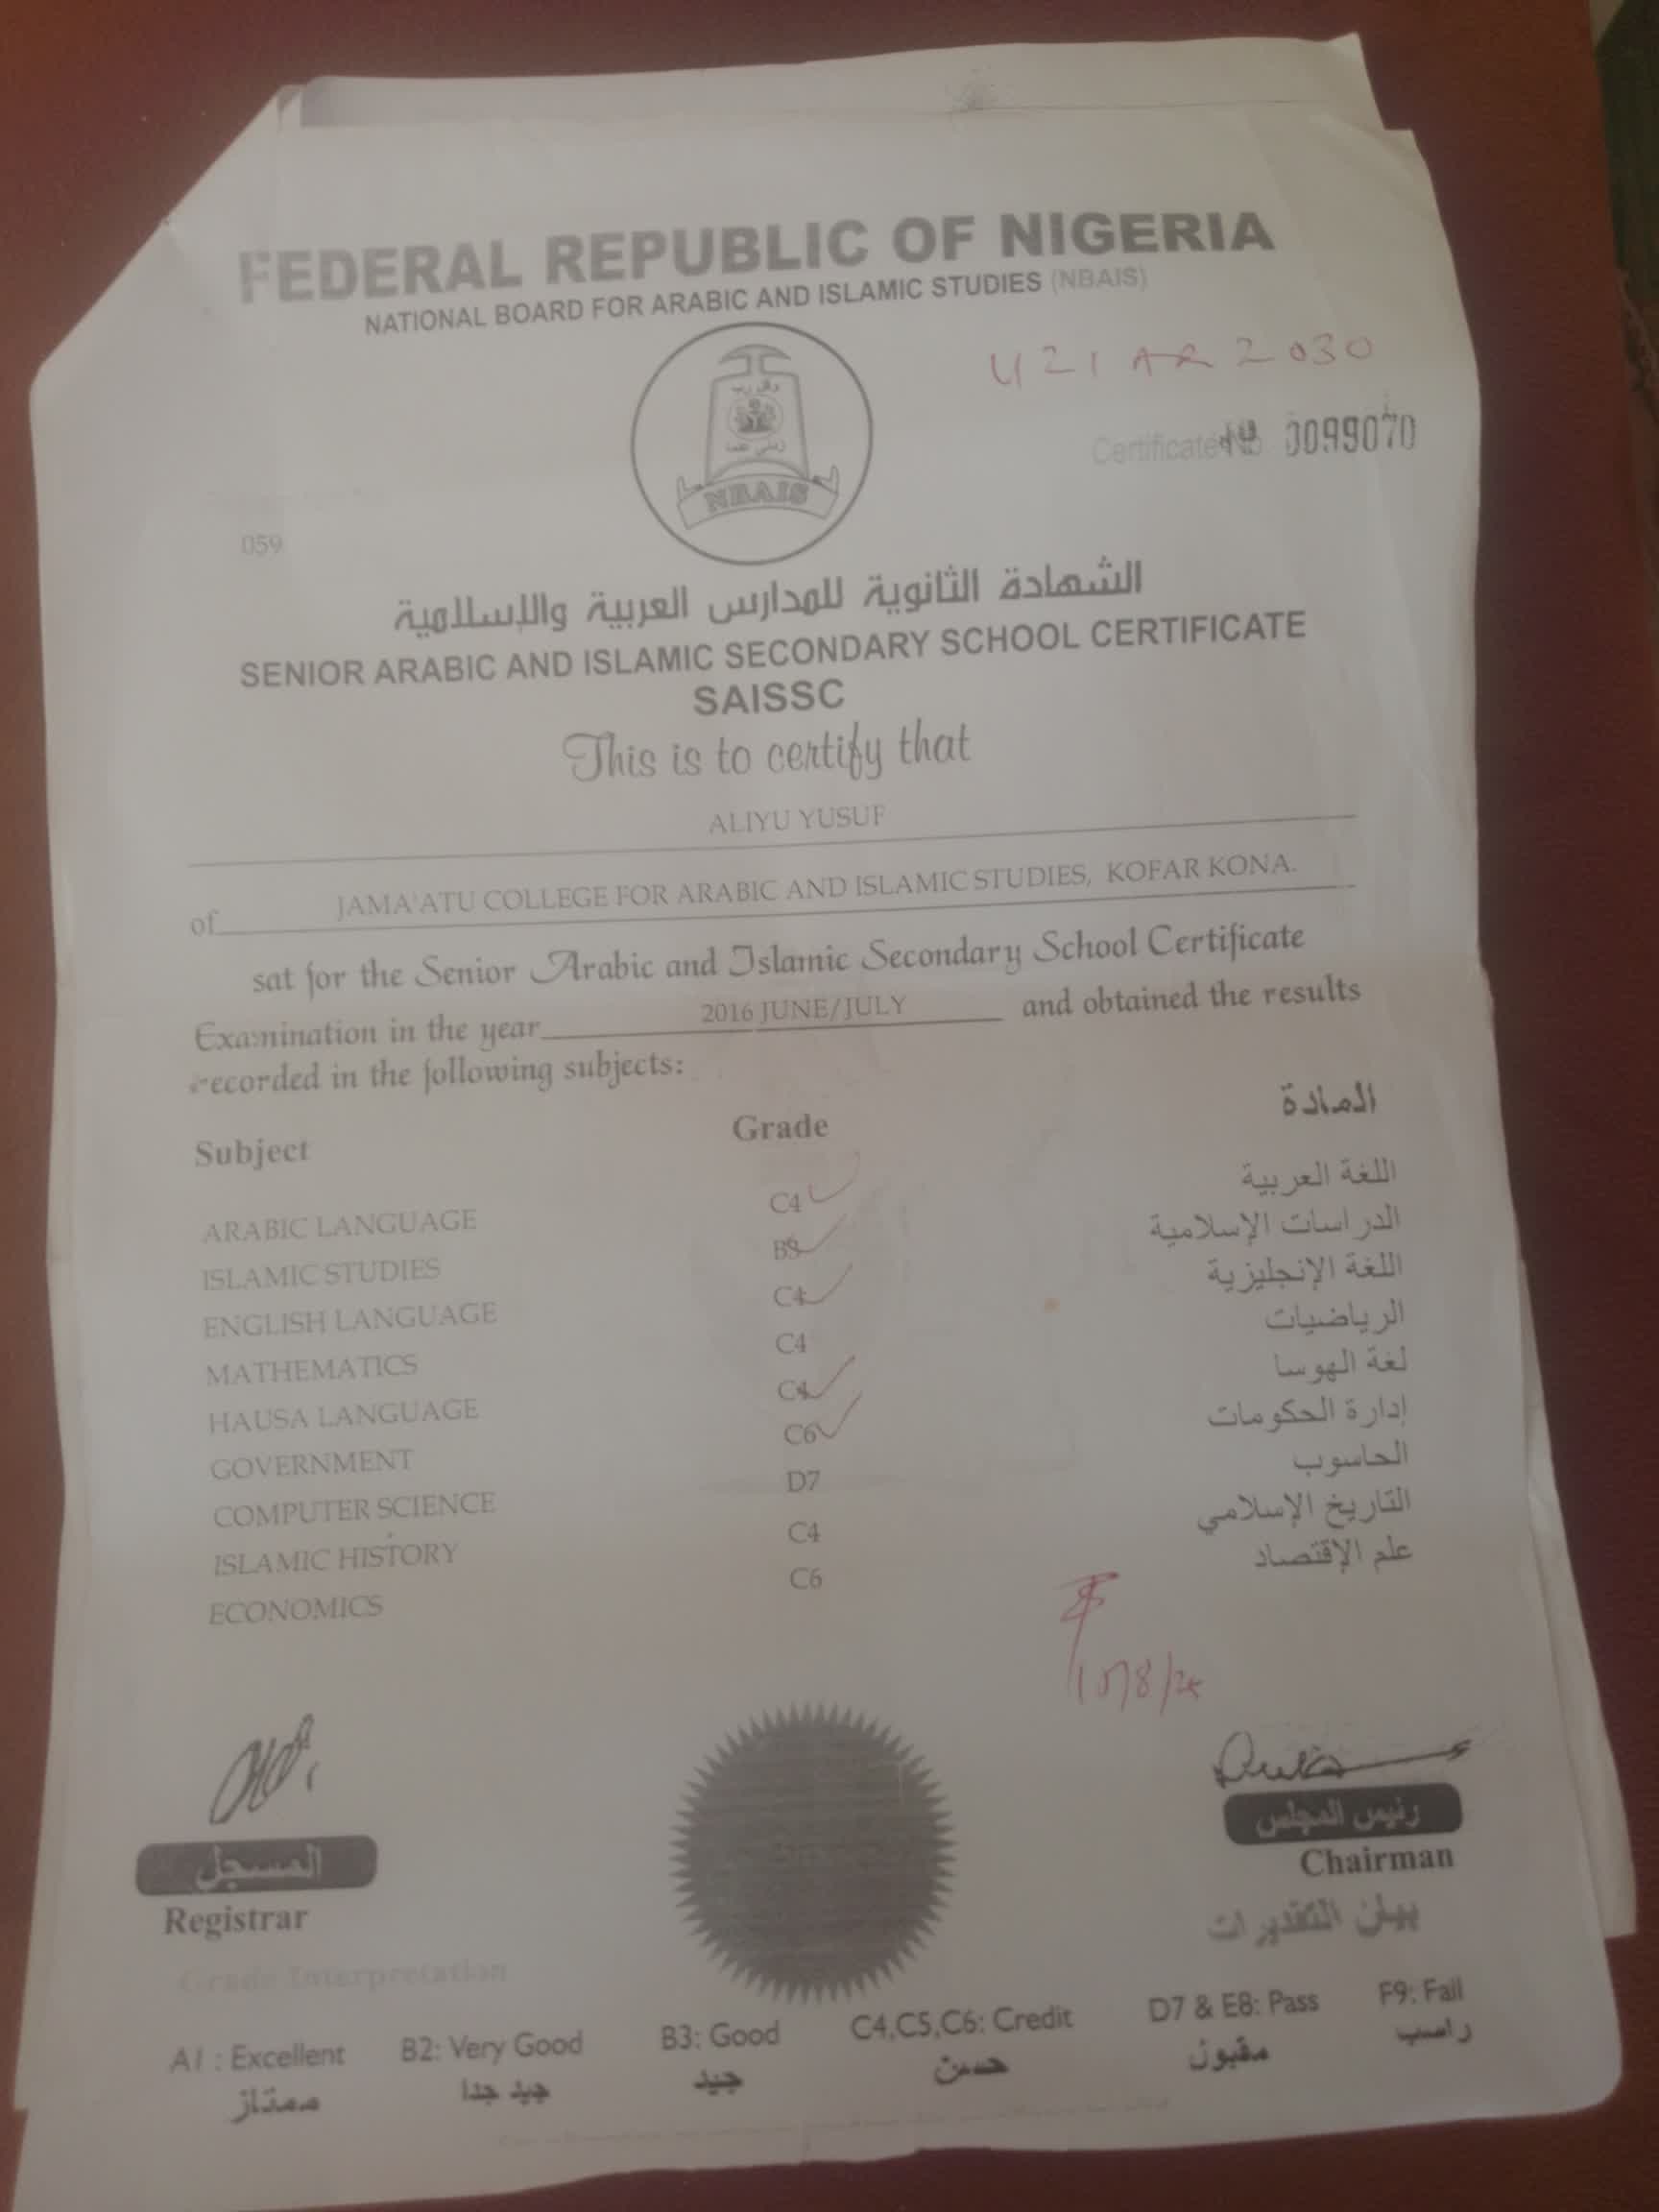 FEDERAL REPUBLIC OF NIGERIA
NATIONAL BOARD FOR ARABIC AND ISLAMIC STUDIES (NBAIS)
U21AR2030
Certificate 0099070
NBAIS
059
الشهادة الثانوية للمدارس العربية والإسلامية
SENIOR ARABIC AND ISLAMIC SECONDARY SCHOOL CERTIFICATE
SAISSC
This is to certify that
ALIYU YUSUF
of JAMA'ATU COLLEGE FOR ARABIC AND ISLAMIC STUDIES, KOFAR KONA.
sat for the Senior Arabic and Islamic Secondary School Certificate
Examination in the year 2016 JUNE/JULY and obtained the results
recorded in the following subjects:
Subject Grade المادة
ARABIC LANGUAGE C4 اللغة العربية
ISLAMIC STUDIES B3 الدراسات الإسلامية
ENGLISH LANGUAGE C4 اللغة الإنجليزية
MATHEMATICS C4 الرياضيات
HAUSA LANGUAGE C4 لغة الهوسا
GOVERNMENT C6 إدارة الحكومات
COMPUTER SCIENCE D7 الحاسوب
ISLAMIC HISTORY C4 التاريخ الإسلامي
ECONOMICS C6 علم الإقتصاد
المسجل
Registrar
رئيس المجلس
Chairman
بيان التقديرات
Grade Interpretation
A1 : Excellent B2: Very Good B3: Good C4,C5,C6: Credit D7 & E8: Pass F9: Fail
ممتاز جيد جدا جيد حسن مقبول راسب